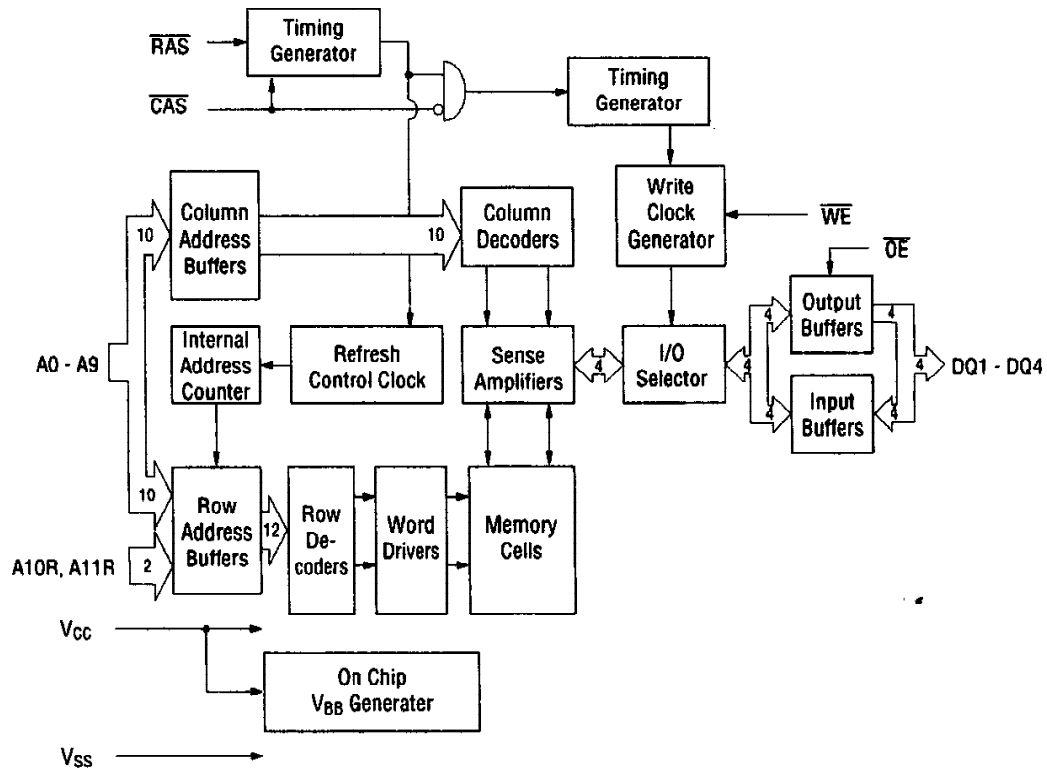 RAS
Timing
Generator
CAS
Timing
Generator
Column
Address
Buffers
10
10
Column
Decoders
Write
Clock
Generator
WE
OE
A0 - A9
Internal
Address
Counter
Refresh
Control Clock
Sense
Amplifiers
4
I/O
Selector
4
4
Output
Buffers
4
4
DQ1 - DQ4
4
Input
Buffers
4
10
Row
Address
Buffers
12
Row
De-
coders
Word
Drivers
Memory
Cells
A10R, A11R
2
VCC
On Chip
VBB Generater
VSS